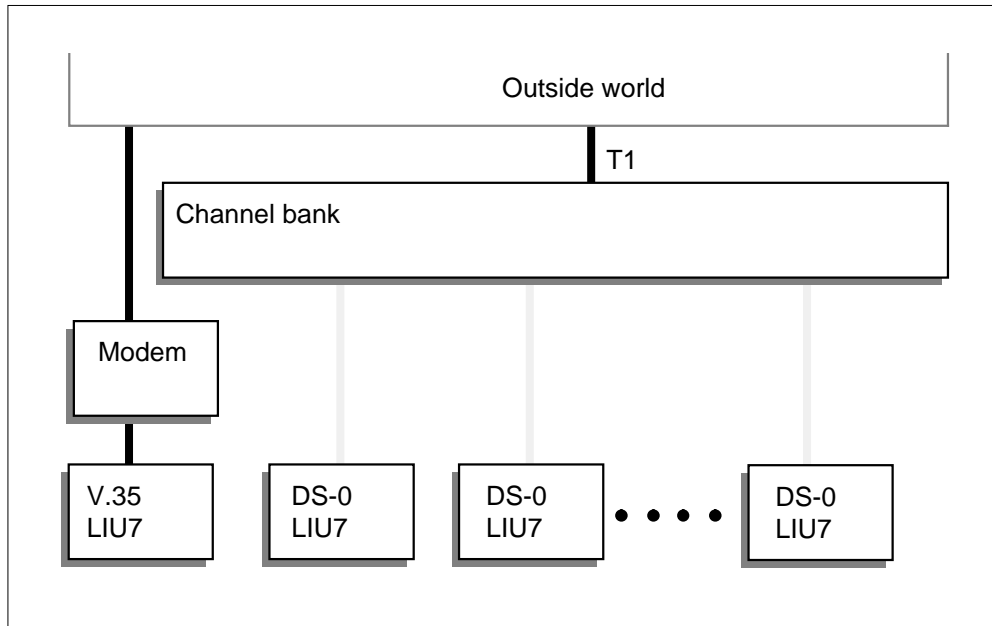 Outside world
T1
Channel bank
Modem
V.35
LIU7
DS-0
LIU7
DS-0
LIU7
DS-0
LIU7